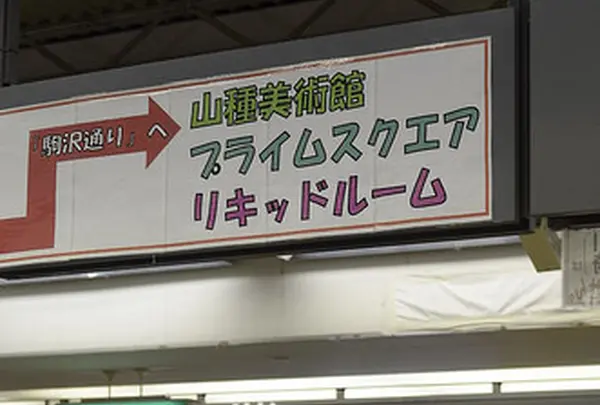 「駒沢通り」へ
山種美術館
プライムスクエア
リキッドルーム